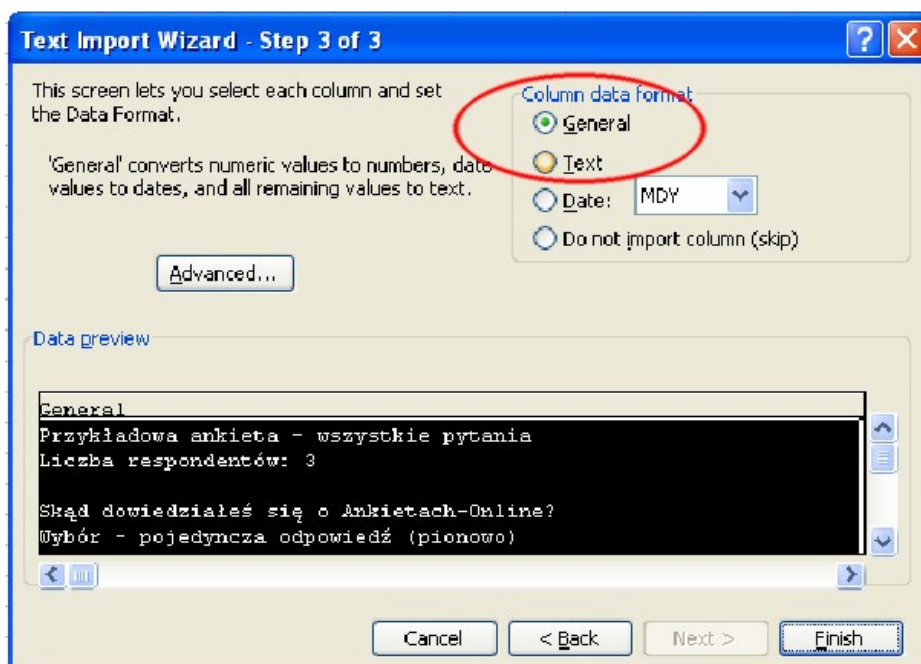 Text Import Wizard - Step 3 of 3
This screen lets you select each column and set
the Data Format.
'General' converts numeric values to numbers, date
values to dates, and all remaining values to text.
Advanced...
Column data format
General
Text
Date: MDY
Do not import column (skip)
Data preview
General
Przykładowa ankieta - wszystkie pytania
Liczba respondentów: 3
Skąd dowiedziałeś się o Ankietach-Online?
Wybór - pojedyncza odpowiedź (pionowo)
Cancel
< Back
Next >
Finish